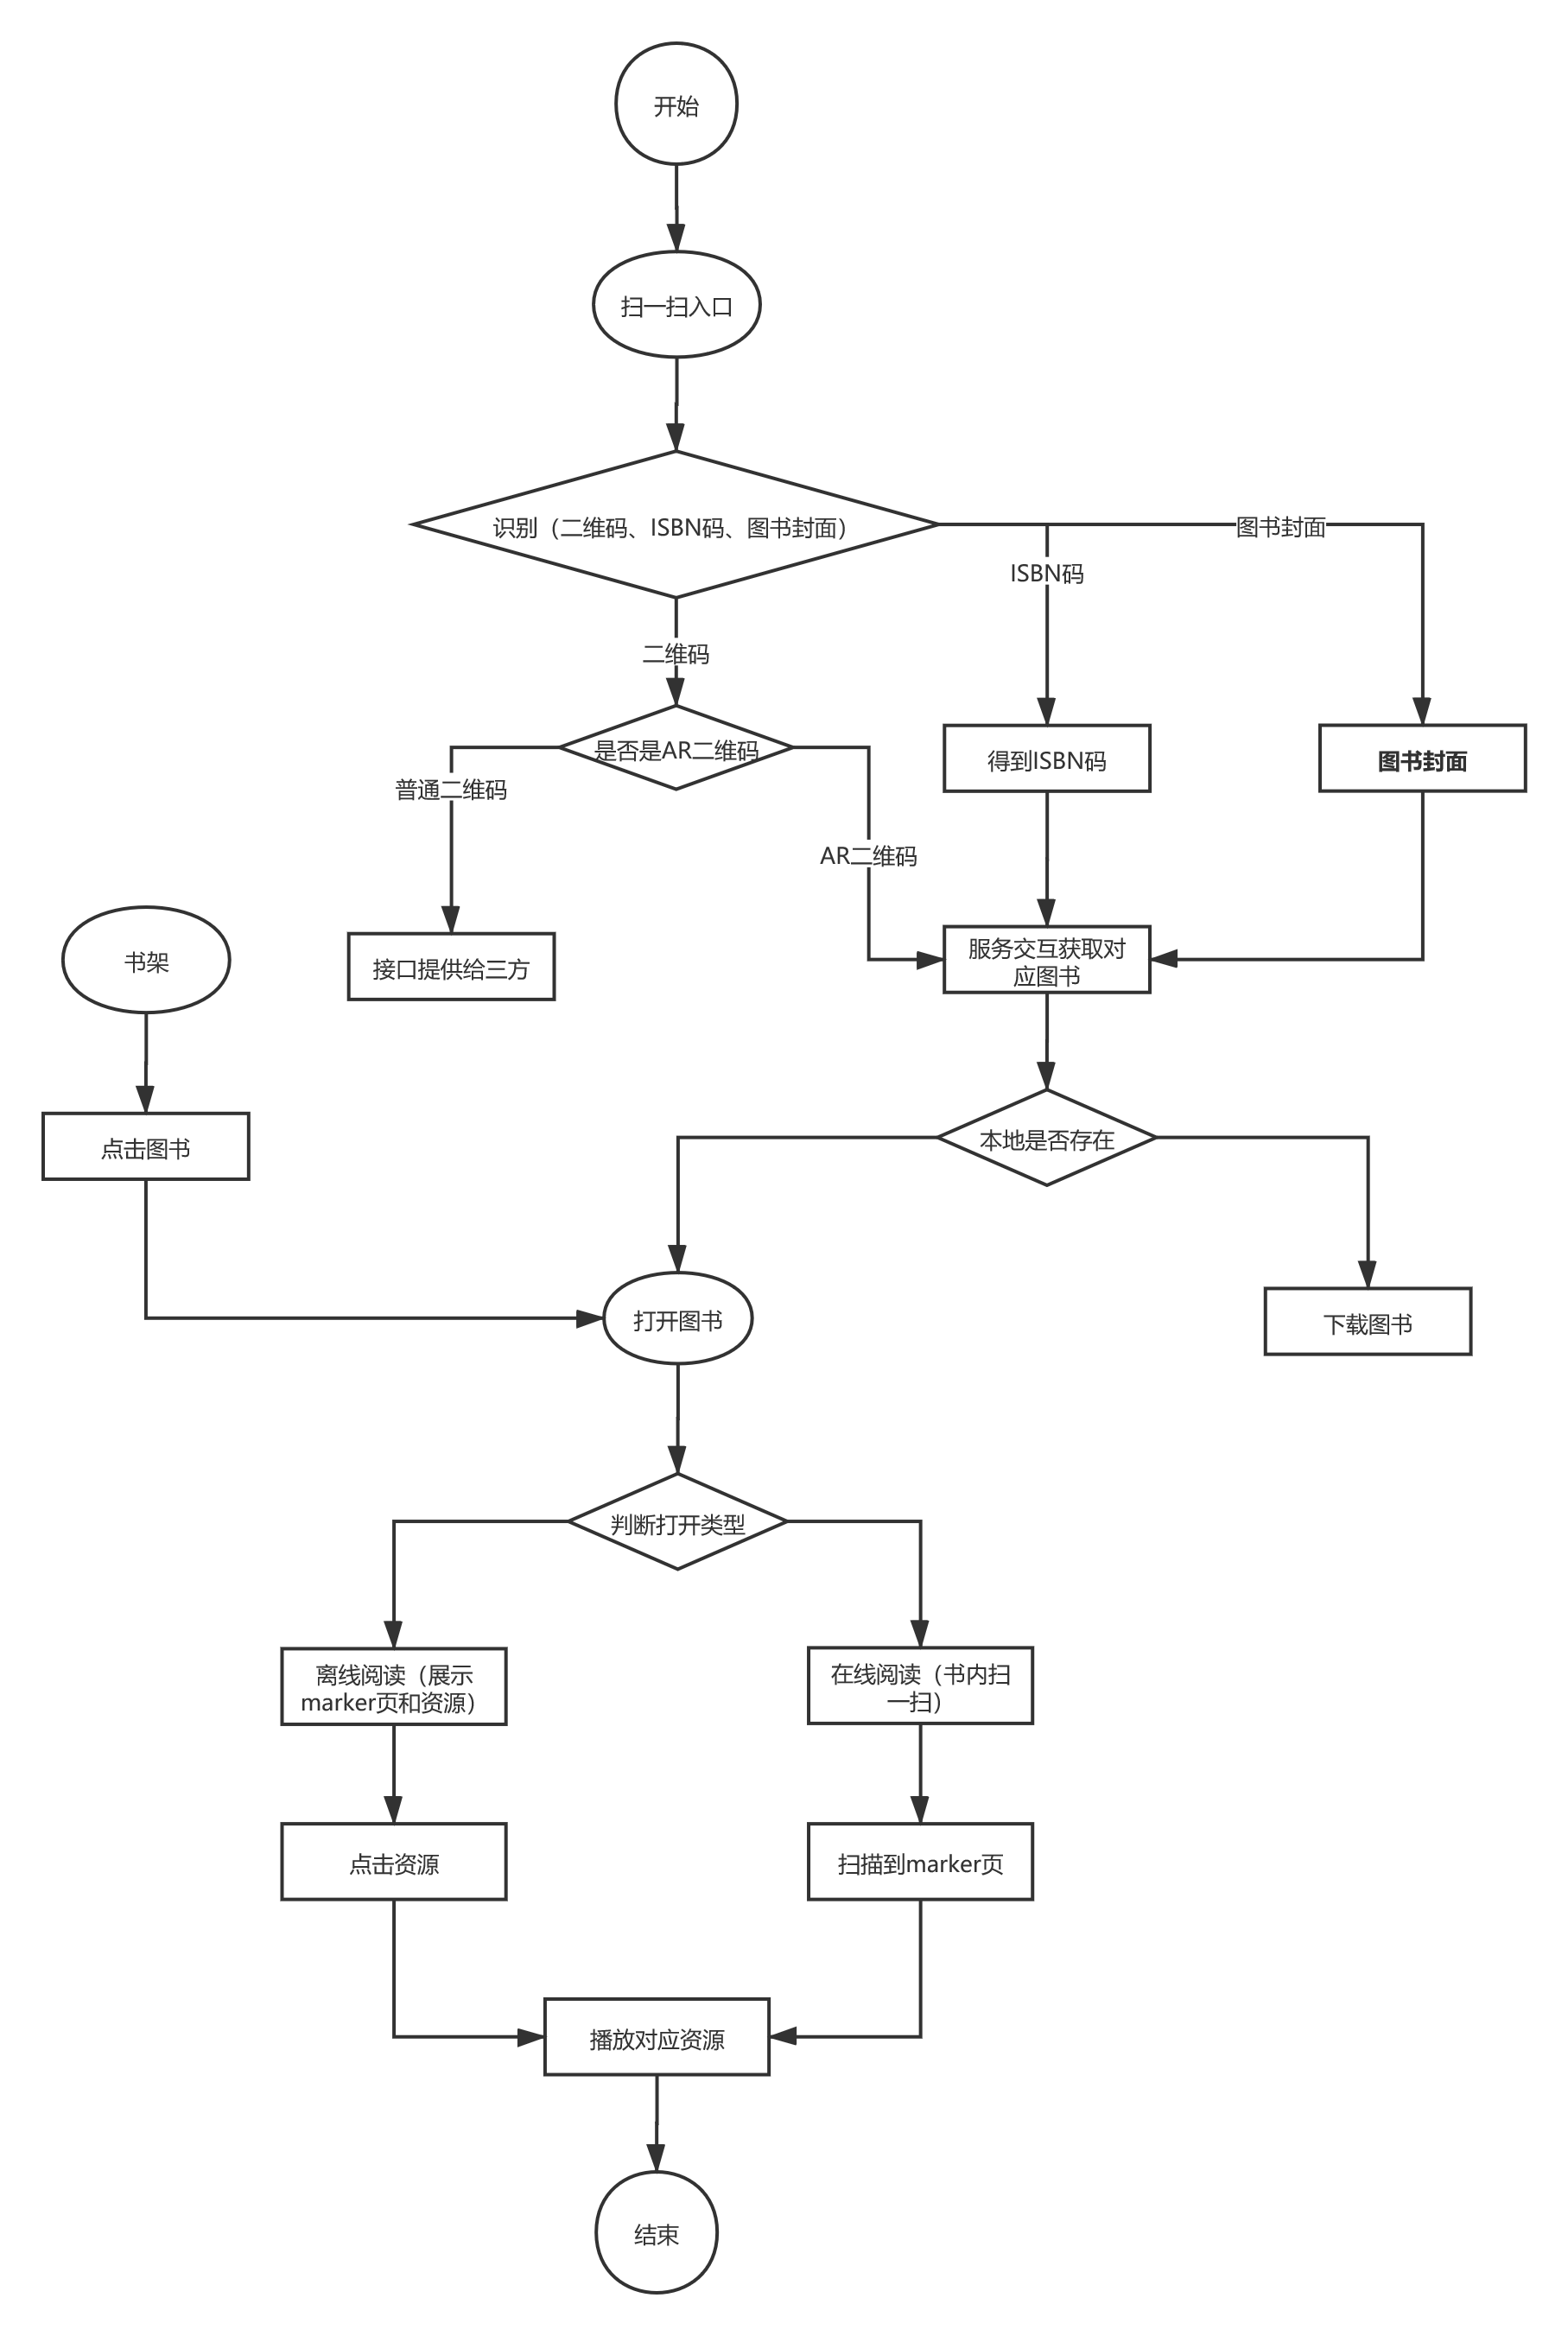 开始
扫一扫入口
识别（二维码、ISBN码、图书封面）
图书封面
ISBN码
二维码
是否是AR二维码
得到ISBN码
图书封面
普通二维码
AR二维码
书架
接口提供给三方
服务交互获取对
应图书
点击图书
本地是否存在
打开图书
下载图书
判断打开类型
离线阅读（展示
marker页和资源）
在线阅读（书内扫
一扫）
点击资源
扫描到marker页
播放对应资源
结束